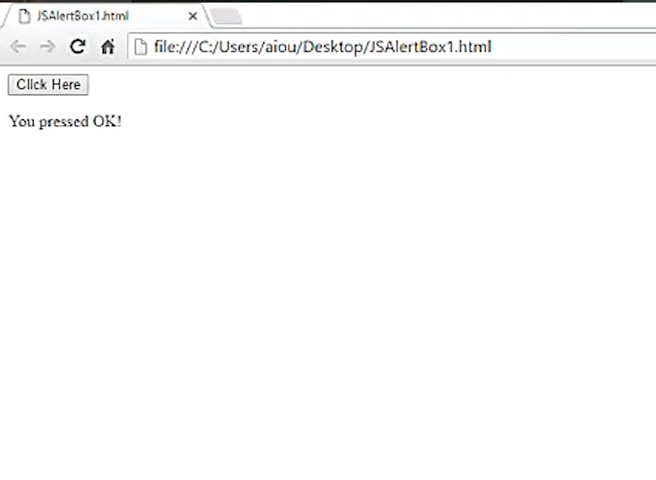 JSAlertBox1.html
file:///C:/Users/aiou/Desktop/JSAlertBox1.html
Click Here
You pressed OK!